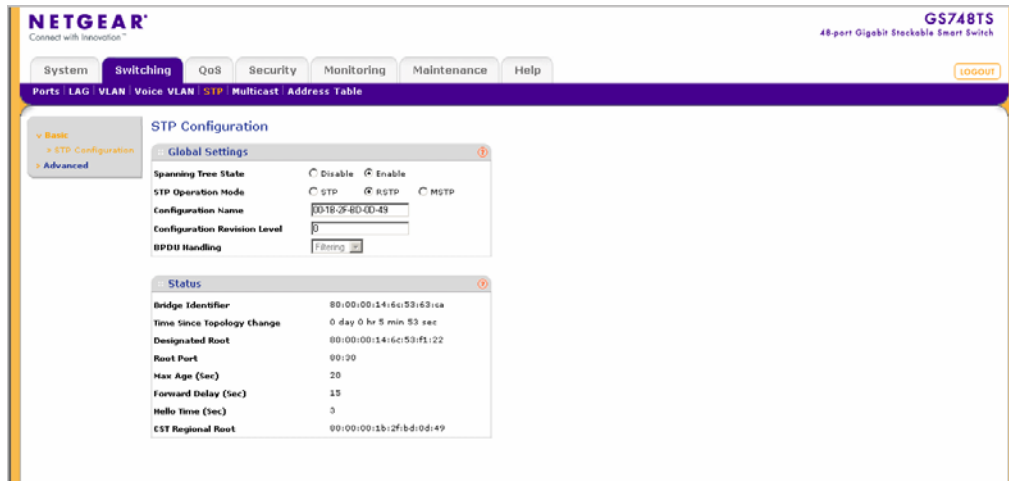 NETGEAR®
Connect with Innovation™
GS748TS
48-port Gigabit Stackable Smart Switch
System Switching QoS Security Monitoring Maintenance Help
LOGOUT
Ports LAG VLAN Voice VLAN STP Multicast Address Table
Basic
STP Configuration
Advanced
STP Configuration
Global Settings
Spanning Tree State Disable Enable
STP Operation Mode STP RSTP MSTP
Configuration Name 00-1B-2F-BD-0D-49
Configuration Revision Level 0
BPDU Handling Filtering
Status
Bridge Identifier 80:00:00:14:6c:53:63:ca
Time Since Topology Change 0 day 0 hr 5 min 53 sec
Designated Root 80:00:00:14:6c:53:f1:22
Root Port 00:30
Max Age (Sec) 20
Forward Delay (Sec) 15
Hello Time (Sec) 3
CST Regional Root 00:00:00:1b:2f:bd:0d:49